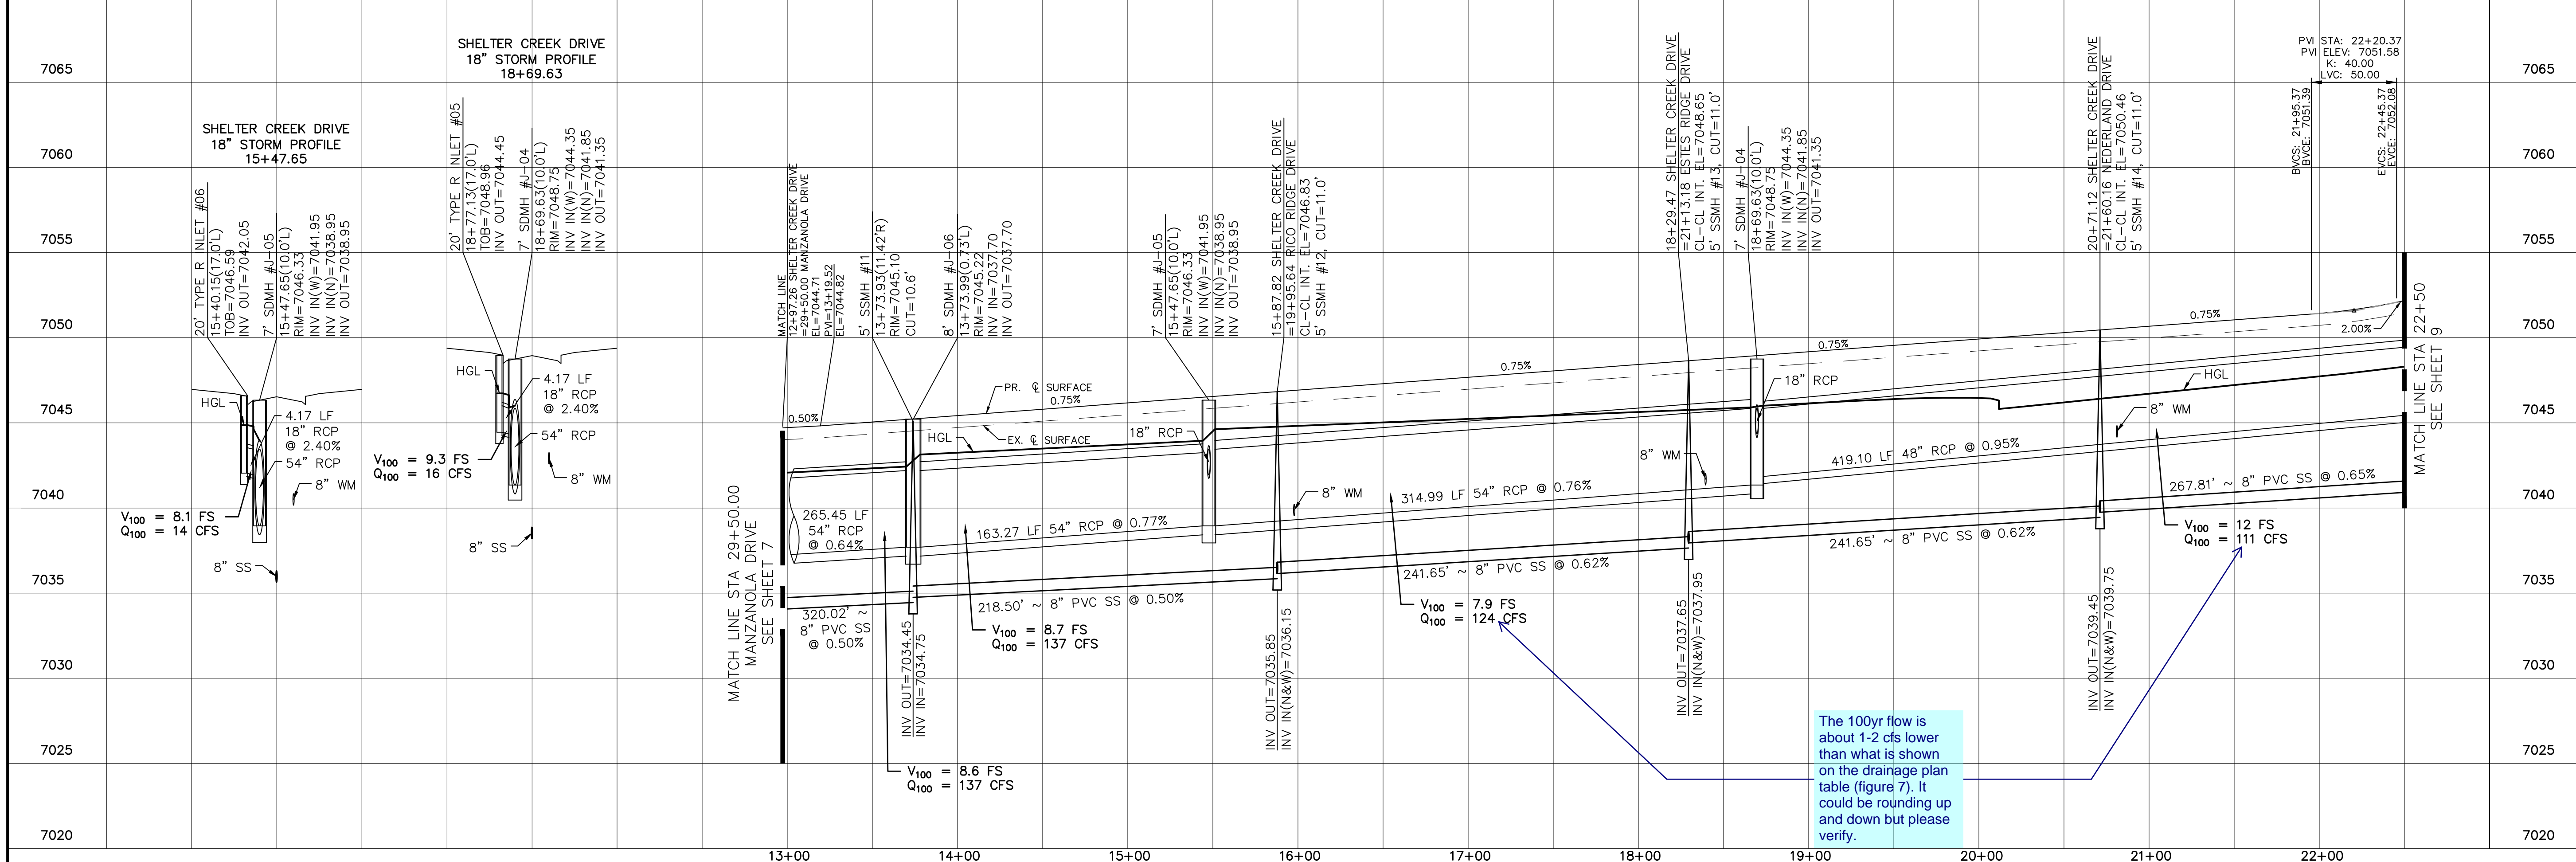 SHELTER CREEK DRIVE
18" STORM PROFILE
15+47.65
20' TYPE R INLET #06
15+40.15(17.0'L)
TOB=7046.59
INV OUT=7042.05
7' SDMH #J-05
15+47.65(10.0'L)
RIM=7046.33
INV IN(W)=7041.95
INV IN(N)=7038.95
INV OUT=7038.95
HGL
4.17 LF
18" RCP
@ 2.40%
54" RCP
8" WM
V100 = 8.1 FS
Q100 = 14 CFS
8" SS
SHELTER CREEK DRIVE
18" STORM PROFILE
18+69.63
20' TYPE R INLET #05
18+77.13(17.0'L)
TOB=7048.96
INV OUT=7044.45
7' SDMH #J-04
18+69.63(10.0'L)
RIM=7048.75
INV IN(W)=7044.35
INV IN(N)=7041.85
INV OUT=7041.35
HGL
4.17 LF
18" RCP
@ 2.40%
54" RCP
8" WM
V100 = 9.3 FS
Q100 = 16 CFS
8" SS
MATCH LINE
12+97.26 SHELTER CREEK DRIVE
=29+50.00 MANZANOLA DRIVE
EL=7044.71
PVI=13+19.52
EL=7044.82
5' SSMH #11
13+73.93(11.42'R)
RIM=7045.10
CUT=10.6'
8' SDMH #J-06
13+73.99(0.73'L)
RIM=7045.22
INV IN=7037.70
INV OUT=7037.70
7' SDMH #J-05
15+47.65(10.0'L)
RIM=7046.33
INV IN(W)=7041.95
INV IN(N)=7038.95
INV OUT=7038.95
15+87.82 SHELTER CREEK DRIVE
=19+95.64 RICO RIDGE DRIVE
CL-CL INT. EL=7046.83
5' SSMH #12, CUT=11.0'
18+29.47 SHELTER CREEK DRIVE
=21+13.18 ESTES RIDGE DRIVE
CL-CL INT. EL=7048.65
5' SSMH #13, CUT=11.0'
7' SDMH #J-04
18+69.63(10.0'L)
RIM=7048.75
INV IN(W)=7044.35
INV IN(N)=7041.85
INV OUT=7041.35
20+71.12 SHELTER CREEK DRIVE
=21+60.16 NEDERLAND DRIVE
CL-CL INT. EL=7050.46
5' SSMH #14, CUT=11.0'
PVI STA: 22+20.37
PVI ELEV: 7051.58
K: 40.00
LVC: 50.00
BVCS: 21+95.37
BVCE: 7051.39
EVCS: 22+45.37
EVCE: 7052.08
0.50%
PR. ℄ SURFACE
0.75%
HGL
EX. ℄ SURFACE
18" RCP
0.75%
8" WM
18" RCP
8" WM
0.75%
HGL
8" WM
0.75%
2.00%
MATCH LINE STA 22+50
SEE SHEET 9
MATCH LINE STA 29+50.00
MANZANOLA DRIVE
SEE SHEET 7
265.45 LF
54" RCP
@ 0.64%
163.27 LF 54" RCP @ 0.77%
314.99 LF 54" RCP @ 0.76%
419.10 LF 48" RCP @ 0.95%
320.02' ~
8" PVC SS
@ 0.50%
218.50' ~ 8" PVC SS @ 0.50%
241.65' ~ 8" PVC SS @ 0.62%
241.65' ~ 8" PVC SS @ 0.62%
267.81' ~ 8" PVC SS @ 0.65%
V100 = 8.6 FS
Q100 = 137 CFS
V100 = 8.7 FS
Q100 = 137 CFS
V100 = 7.9 FS
Q100 = 124 CFS
V100 = 12 FS
Q100 = 111 CFS
INV OUT=7034.45
INV IN=7034.75
INV OUT=7035.85
INV IN(N&W)=7036.15
INV OUT=7037.65
INV IN(N&W)=7037.95
INV OUT=7039.45
INV IN(N&W)=7039.75
The 100yr flow is
about 1-2 cfs lower
than what is shown
on the drainage plan
table (figure 7). It
could be rounding up
and down but please
verify.
7065
7060
7055
7050
7045
7040
7035
7030
7025
7020
7065
7060
7055
7050
7045
7040
7035
7030
7025
7020
13+00
14+00
15+00
16+00
17+00
18+00
19+00
20+00
21+00
22+00